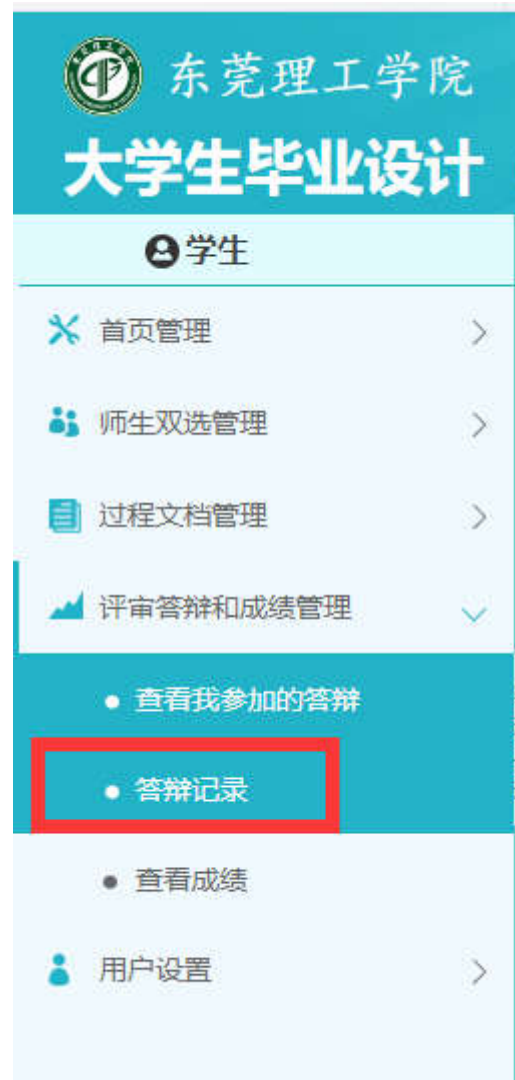 东莞理工学院
大学生毕业设计
学生
首页管理
师生双选管理
过程文档管理
评审答辩和成绩管理
查看我参加的答辩
答辩记录
查看成绩
用户设置